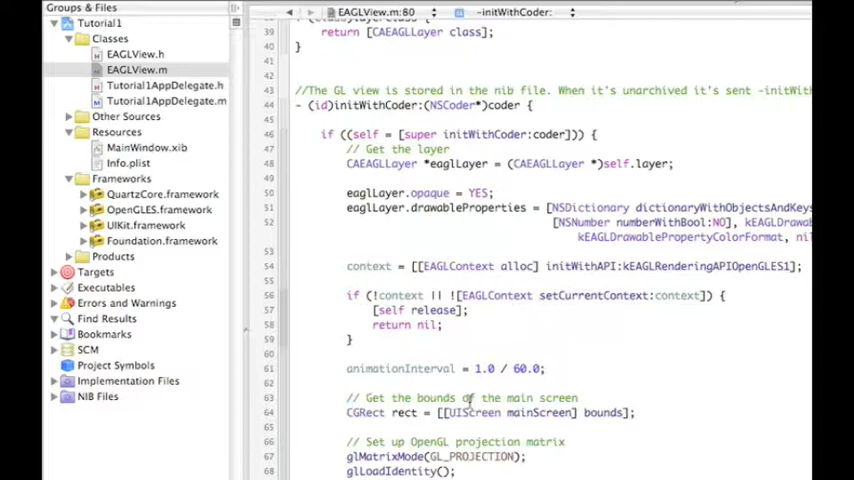 Groups & Files
Tutorial1
Classes
EAGLView.h
EAGLView.m
Tutorial1AppDelegate.h
Tutorial1AppDelegate.m
Other Sources
Resources
MainWindow.xib
Info.plist
Frameworks
QuartzCore.framework
OpenGLES.framework
UIKit.framework
Foundation.framework
Products
Targets
Executables
Errors and Warnings
Find Results
Bookmarks
SCM
Project Symbols
Implementation Files
NIB Files
EAGLView.m:80 -initWithCoder:
39 return [CAEAGLLayer class];
40 }
41
42
43 //The GL view is stored in the nib file. When it's unarchived it's sent -initWith
44 - (id)initWithCoder:(NSCoder*)coder {
45
46 if ((self = [super initWithCoder:coder])) {
47 // Get the layer
48 CAEAGLLayer *eaglLayer = (CAEAGLLayer *)self.layer;
49
50 eaglLayer.opaque = YES;
51 eaglLayer.drawableProperties = [NSDictionary dictionaryWithObjectsAndKeys
52 [NSNumber numberWithBool:NO], kEAGLDrawa
kEAGLDrawablePropertyColorFormat, nil
53
54 context = [[EAGLContext alloc] initWithAPI:kEAGLRenderingAPIOpenGLES1];
55
56 if (!context || ![EAGLContext setCurrentContext:context]) {
57 [self release];
58 return nil;
59 }
60
61 animationInterval = 1.0 / 60.0;
62
63 // Get the bounds of the main screen
64 CGRect rect = [[UIScreen mainScreen] bounds];
65
66 // Set up OpenGL projection matrix
67 glMatrixMode(GL_PROJECTION);
68 glLoadIdentity();